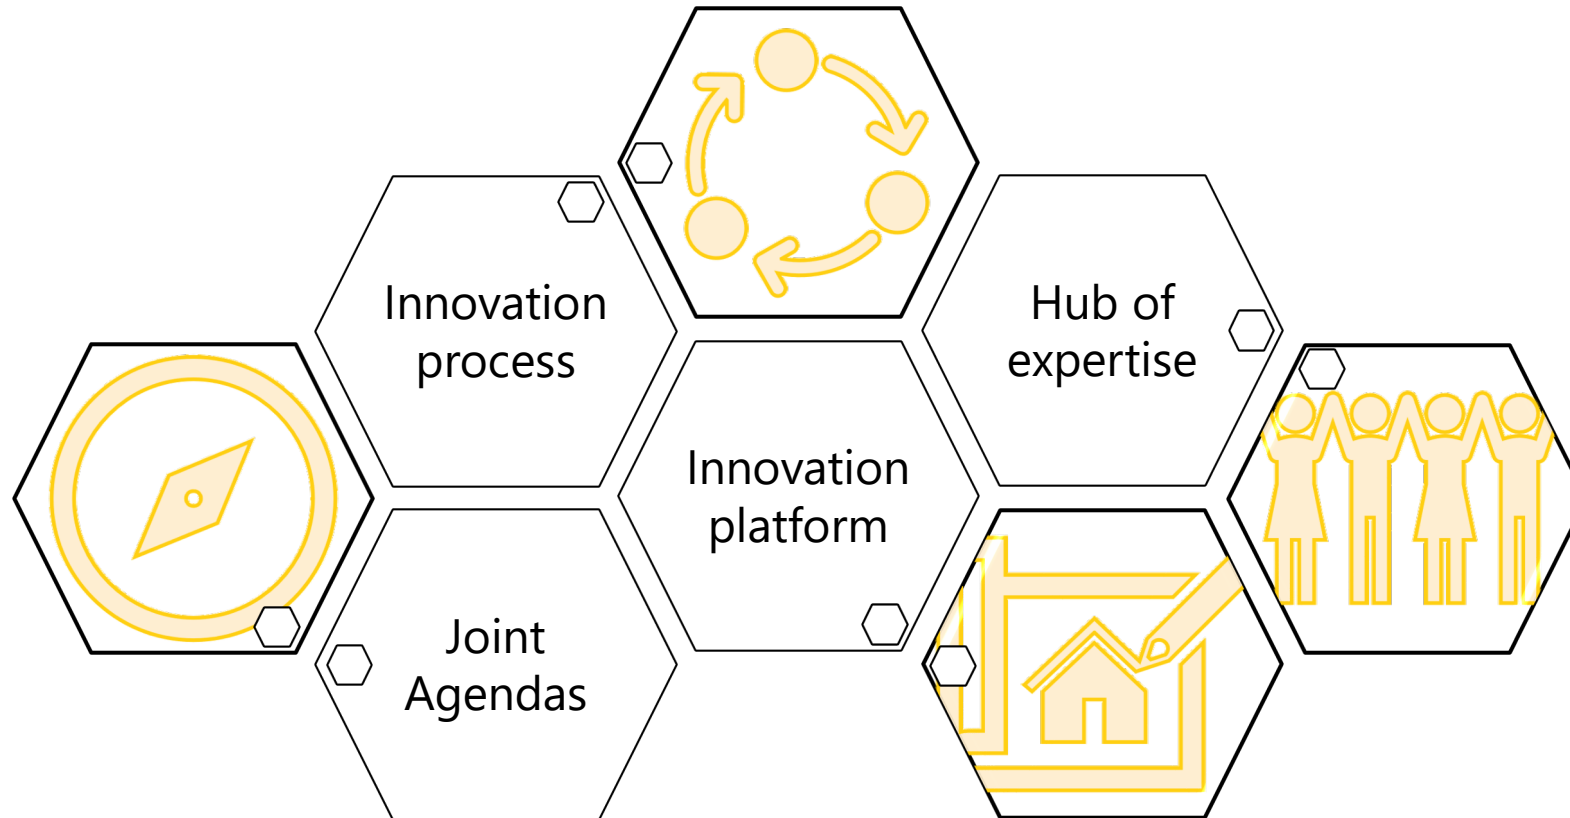 Innovation
process
Hub of
expertise
Innovation
platform
Joint
Agendas